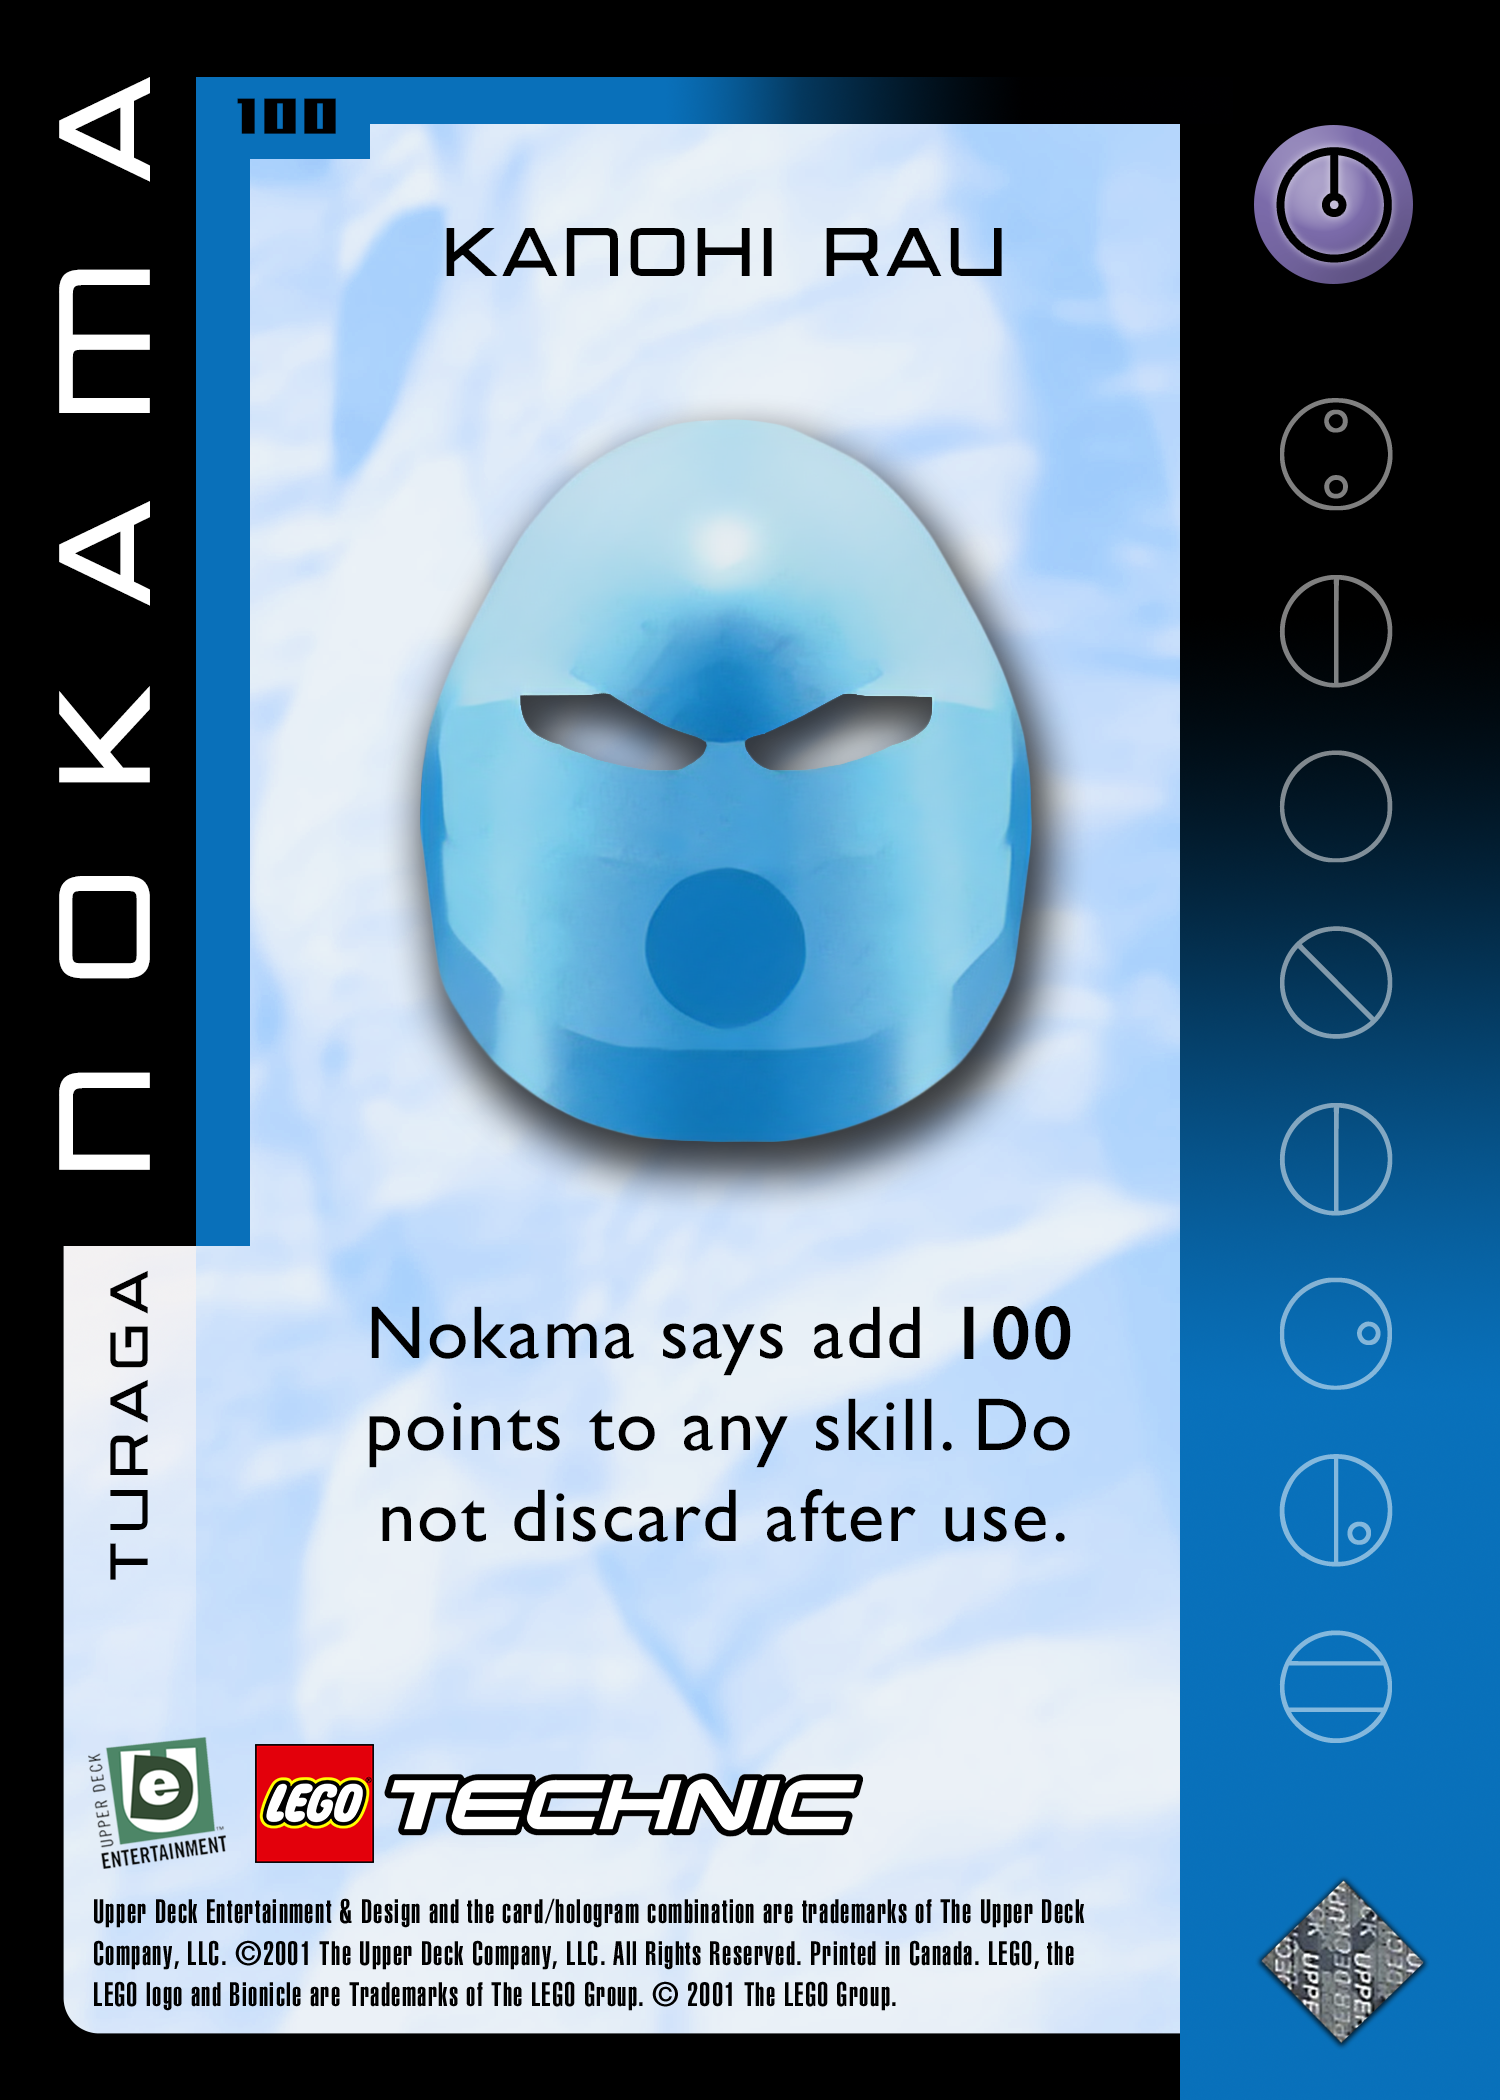 100
NOKAMA
TURAGA
KANOHI RAU
Nokama says add 100
points to any skill. Do
not discard after use.
UPPER DECK
Ue
ENTERTAINMENT™
LEGO TECHNIC
Upper Deck Entertainment & Design and the card/hologram combination are trademarks of The Upper Deck
Company, LLC. ©2001 The Upper Deck Company, LLC. All Rights Reserved. Printed in Canada. LEGO, the
LEGO logo and Bionicle are Trademarks of The LEGO Group. © 2001 The LEGO Group.